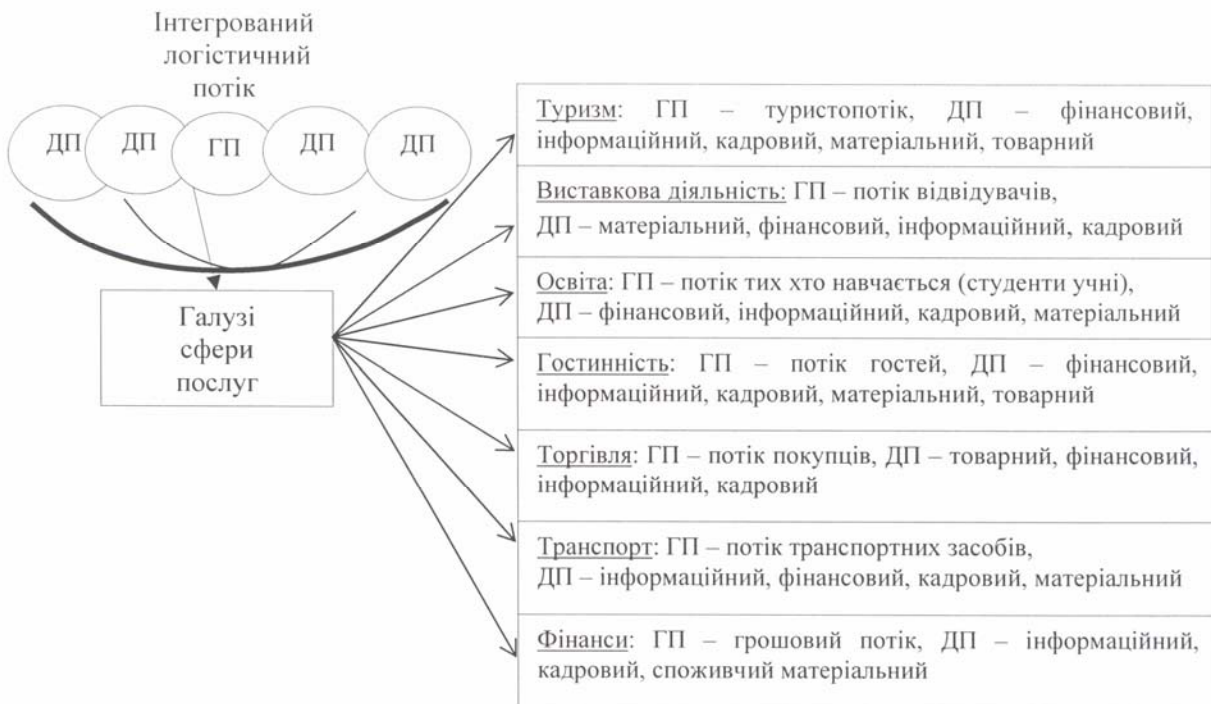 Інтегрований
логістичний
потік
ДП
ДП
ГП
ДП
ДП
Галузі
сфери
послуг
Туризм: ГП – туристопотік, ДП – фінансовий,
інформаційний, кадровий, матеріальний, товарний
Виставкова діяльність: ГП – потік відвідувачів,
ДП – матеріальний, фінансовий, інформаційний, кадровий
Освіта: ГП – потік тих хто навчається (студенти учні),
ДП – фінансовий, інформаційний, кадровий, матеріальний
Гостинність: ГП – потік гостей, ДП – фінансовий,
інформаційний, кадровий, матеріальний, товарний
Торгівля: ГП – потік покупців, ДП – товарний, фінансовий,
інформаційний, кадровий
Транспорт: ГП – потік транспортних засобів,
ДП – інформаційний, фінансовий, кадровий, матеріальний
Фінанси: ГП – грошовий потік, ДП – інформаційний,
кадровий, споживчий матеріальний